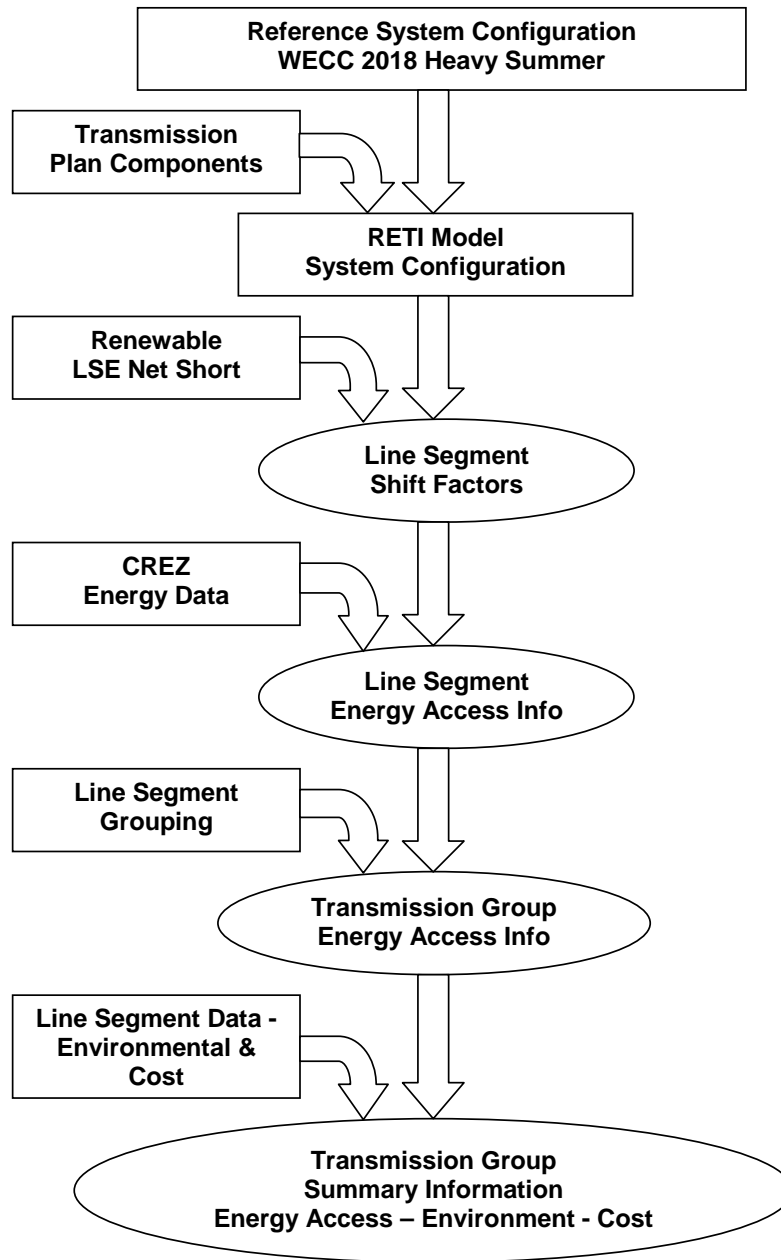 Reference System Configuration
WECC 2018 Heavy Summer
Transmission
Plan Components
RETI Model
System Configuration
Renewable
LSE Net Short
Line Segment
Shift Factors
CREZ
Energy Data
Line Segment
Energy Access Info
Line Segment
Grouping
Transmission Group
Energy Access Info
Line Segment Data -
Environmental &
Cost
Transmission Group
Summary Information
Energy Access – Environment - Cost